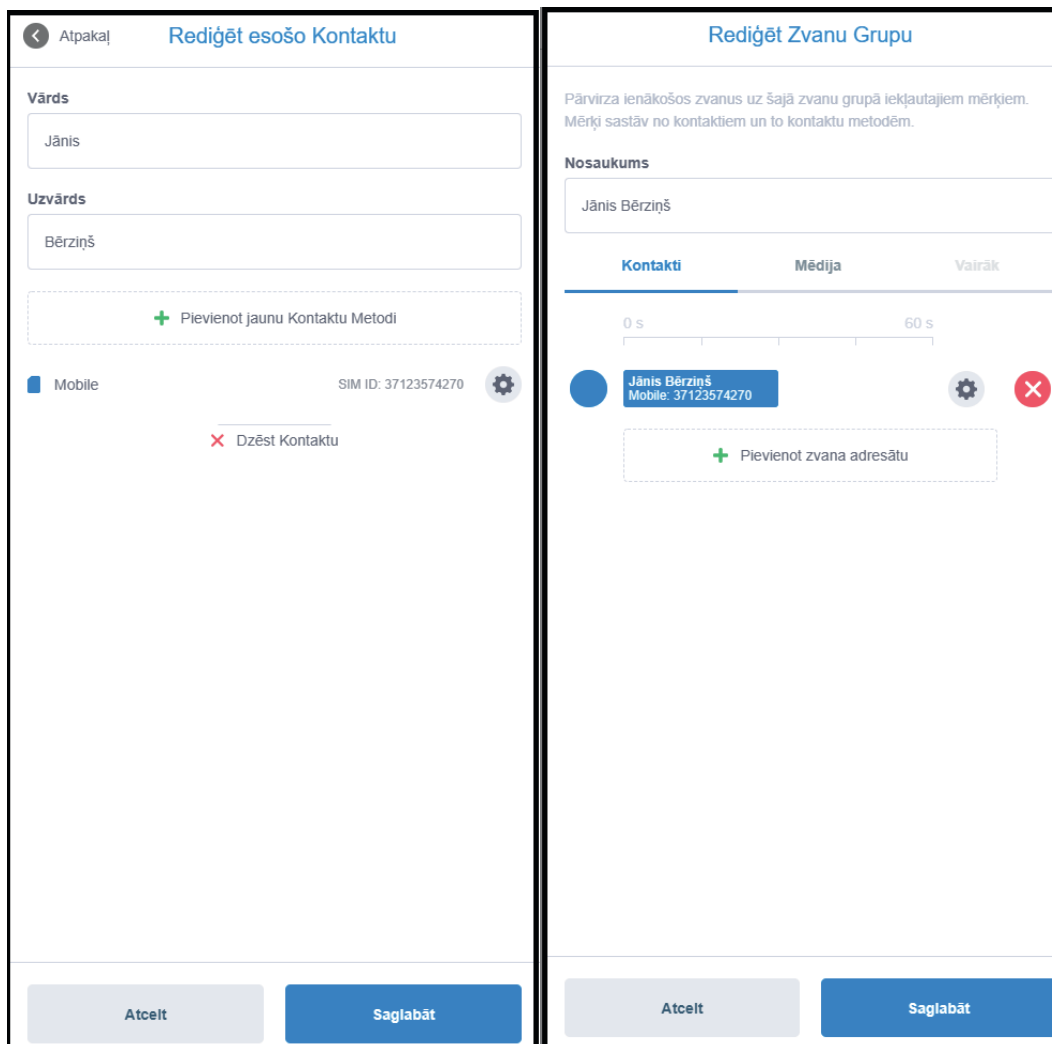 Atpakaļ
Rediģēt esošo Kontaktu
Vārds
Jānis
Uzvārds
Bērziņš
Pievienot jaunu Kontaktu Metodi
Mobile
SIM ID: 37123574270
Dzēst Kontaktu
Atcelt
Saglabāt
Rediģēt Zvanu Grupu
Pārvirza ienākošos zvanus uz šajā zvanu grupā iekļautajiem mērķiem.
Mērķi sastāv no kontaktiem un to kontaktu metodēm.
Nosaukums
Jānis Bērziņš
Kontakti
Mēdija
Vairāk
0 s
60 s
Jānis Bērziņš
Mobile: 37123574270
Pievienot zvana adresātu
Atcelt
Saglabāt